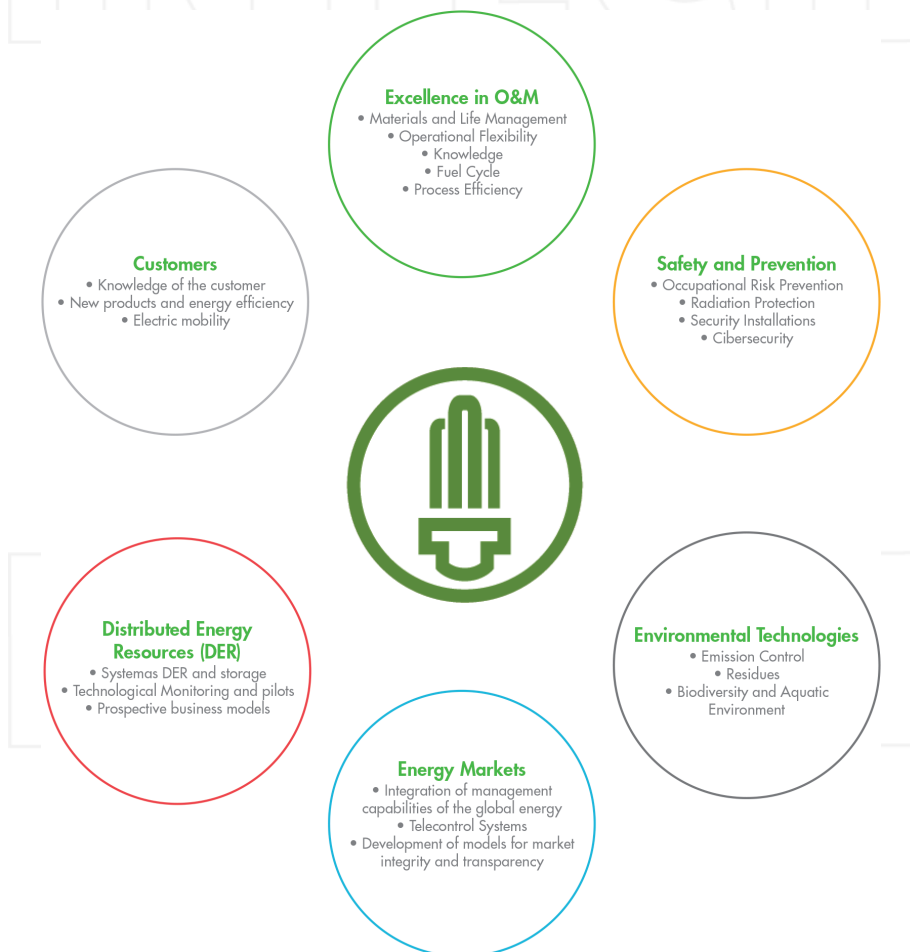 Excellence in O&M
• Materials and Life Management
• Operational Flexibility
• Knowledge
• Fuel Cycle
• Process Efficiency
Customers
• Knowledge of the customer
• New products and energy efficiency
• Electric mobility
Safety and Prevention
• Occupational Risk Prevention
• Radiation Protection
• Security Installations
• Cibersecurity
Distributed Energy
Resources (DER)
• Systemas DER and storage
• Technological Monitoring and pilots
• Prospective business models
Environmental Technologies
• Emission Control
• Residues
• Biodiversity and Aquatic
Environment
Energy Markets
• Integration of management
capabilities of the global energy
• Telecontrol Systems
• Development of models for market
integrity and transparency